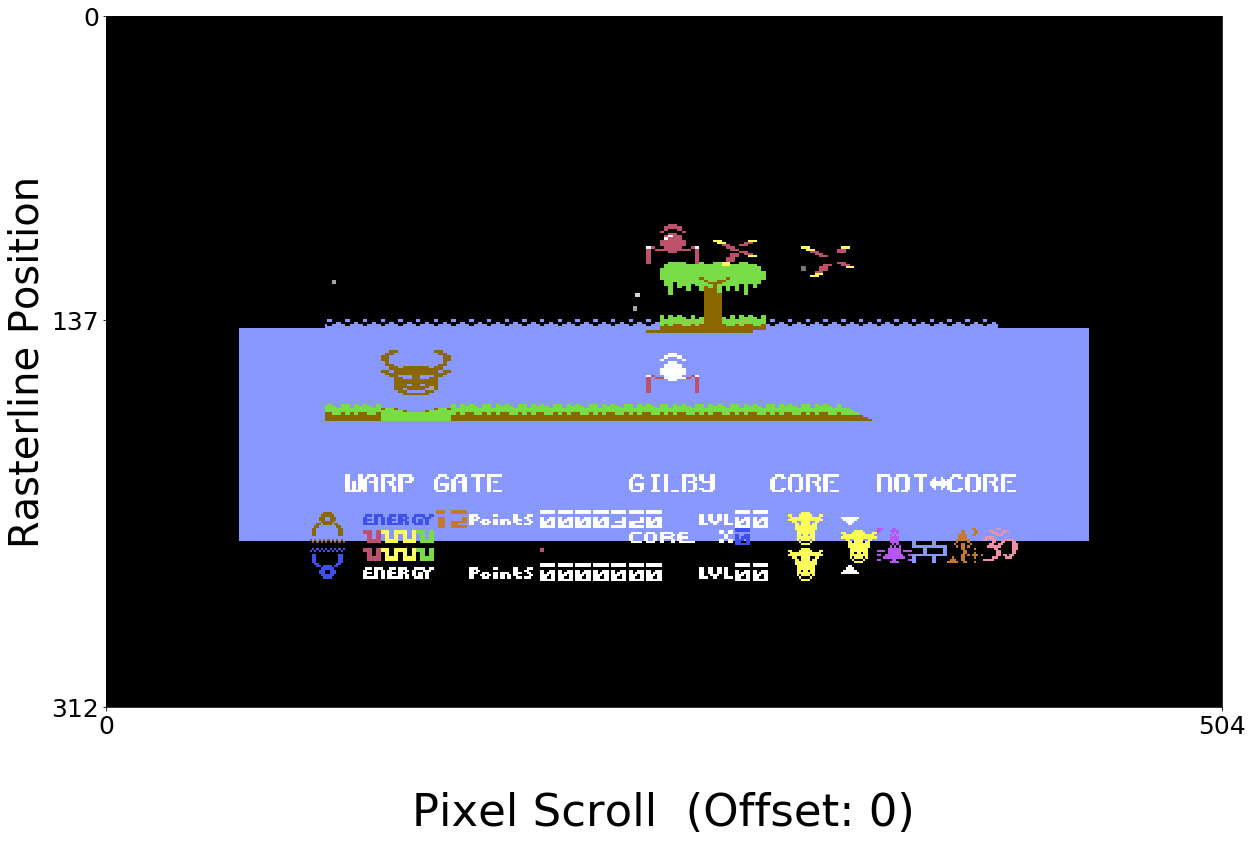 0
Rasterline Position
137
WARP GATE GILBY CORE NOT↔CORE
ENERGY Points 0000320 LVL00
CORE X0
ENERGY Points 0000000 LVL00
312
0 504
Pixel Scroll (Offset: 0)